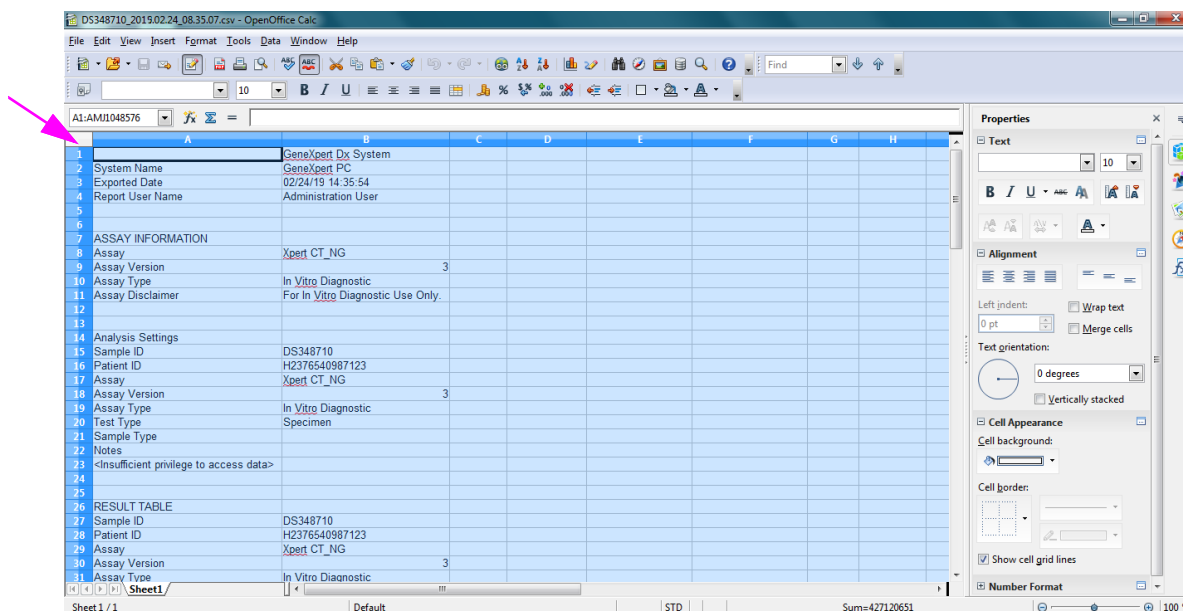 DS348710_2019.02.24_08.35.07.csv - OpenOffice Calc
File Edit View Insert Format Tools Data Window Help
ABC ABC Find
10 B I U % $% .000 .000 A
A1:AMJ1048576 fx Σ =
A B C D E F G H
1 GeneXpert Dx System
2 System Name GeneXpert PC
3 Exported Date 02/24/19 14:35:54
4 Report User Name Administration User
5
6
7 ASSAY INFORMATION
8 Assay Xpert CT_NG
9 Assay Version 3
10 Assay Type In Vitro Diagnostic
11 Assay Disclaimer For In Vitro Diagnostic Use Only.
12
13
14 Analysis Settings
15 Sample ID DS348710
16 Patient ID H2376540987123
17 Assay Xpert CT_NG
18 Assay Version 3
19 Assay Type In Vitro Diagnostic
20 Test Type Specimen
21 Sample Type
22 Notes
23 <Insufficient privilege to access data>
24
25
26 RESULT TABLE
27 Sample ID DS348710
28 Patient ID H2376540987123
29 Assay Xpert CT_NG
30 Assay Version 3
31 Assay Type In Vitro Diagnostic
Sheet1
Sheet 1 / 1 Default STD Sum=427120651 100
Properties
Text
10
B I U ABC AA
A
Alignment
Left indent: Wrap text
0 pt Merge cells
Text orientation:
0 degrees
Vertically stacked
Cell Appearance
Cell background:
Cell border:
Show cell grid lines
Number Format